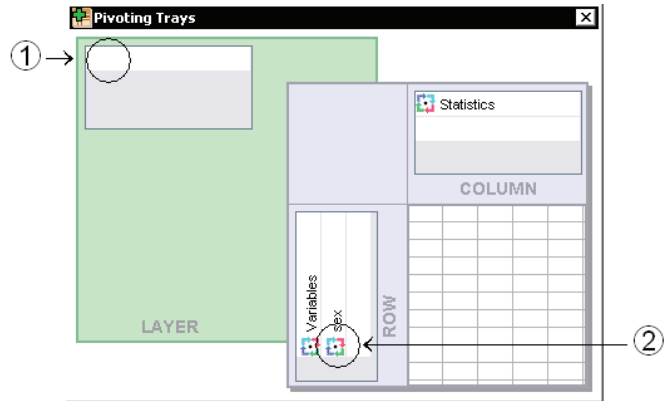 Pivoting Trays
1
Statistics
COLUMN
Variables
sex
ROW
LAYER
2